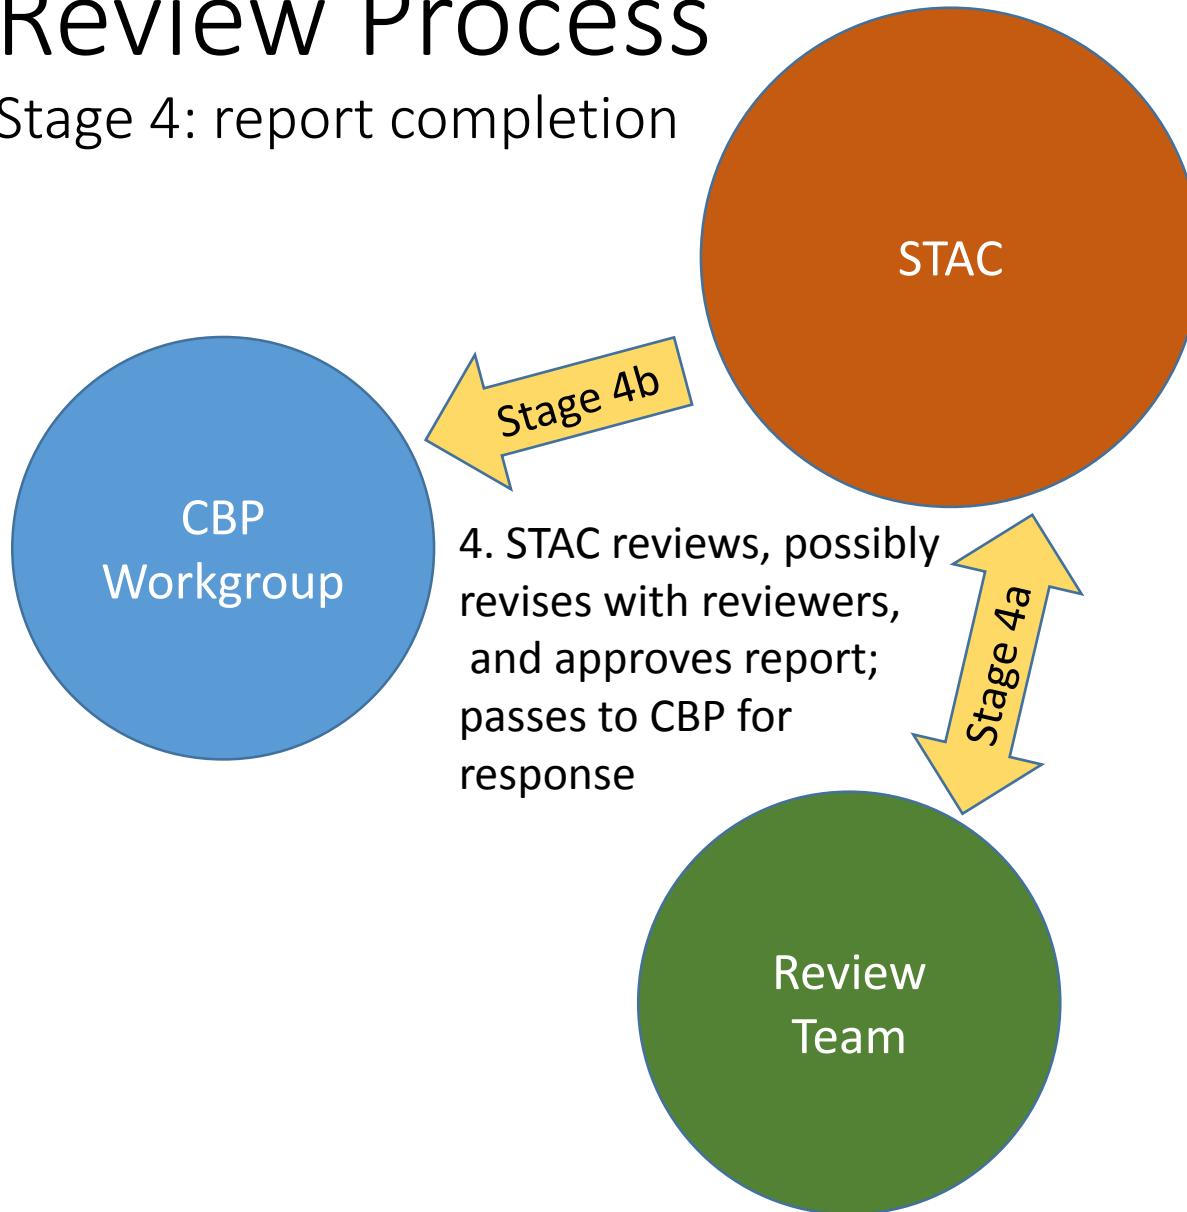 Review Process
Stage 4: report completion
STAC
Stage 4b
CBP
Workgroup
4. STAC reviews, possibly
revises with reviewers,
and approves report;
passes to CBP for
response
Stage 4a
Review
Team